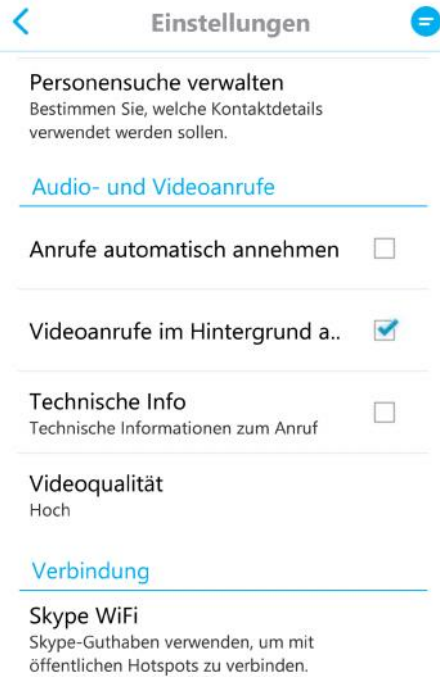 Einstellungen
Personensuche verwalten
Bestimmen Sie, welche Kontaktdetails
verwendet werden sollen.
Audio- und Videoanrufe
Anrufe automatisch annehmen
Videoanrufe im Hintergrund a..
Technische Info
Technische Informationen zum Anruf
Videoqualität
Hoch
Verbindung
Skype WiFi
Skype-Guthaben verwenden, um mit
öffentlichen Hotspots zu verbinden.